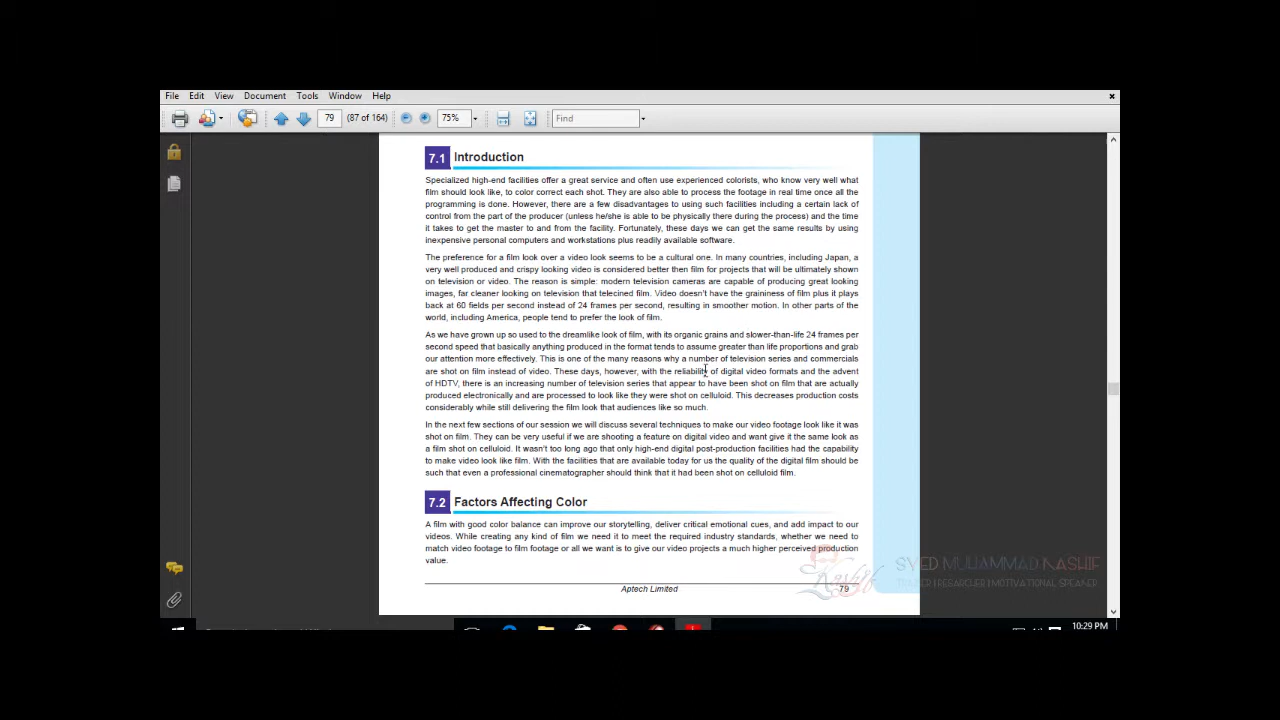 File Edit View Document Tools Window Help
79 (87 of 164) 75% Find
7.1 Introduction
Specialized high-end facilities offer a great service and often use experienced colorists, who know very well what
film should look like, to color correct each shot. They are also able to process the footage in real time once all the
programming is done. However, there are a few disadvantages to using such facilities including a certain lack of
control from the part of the producer (unless he/she is able to be physically there during the process) and the time
it takes to get the master to and from the facility. Fortunately, these days we can get the same results by using
inexpensive personal computers and workstations plus readily available software.
The preference for a film look over a video look seems to be a cultural one. In many countries, including Japan, a
very well produced and crispy looking video is considered better then film for projects that will be ultimately shown
on television or video. The reason is simple: modern television cameras are capable of producing great looking
images, far cleaner looking on television that telecined film. Video doesn't have the graininess of film plus it plays
back at 60 fields per second instead of 24 frames per second, resulting in smoother motion. In other parts of the
world, including America, people tend to prefer the look of film.
As we have grown up so used to the dreamlike look of film, with its organic grains and slower-than-life 24 frames per
second speed that basically anything produced in the format tends to assume greater than life proportions and grab
our attention more effectively. This is one of the many reasons why a number of television series and commercials
are shot on film instead of video. These days, however, with the reliability of digital video formats and the advent
of HDTV, there is an increasing number of television series that appear to have been shot on film that are actually
produced electronically and are processed to look like they were shot on celluloid. This decreases production costs
considerably while still delivering the film look that audiences like so much.
In the next few sections of our session we will discuss several techniques to make our video footage look like it was
shot on film. They can be very useful if we are shooting a feature on digital video and want give it the same look as
a film shot on celluloid. It wasn't too long ago that only high-end digital post-production facilities had the capability
to make video look like film. With the facilities that are available today for us the quality of the digital film should be
such that even a professional cinematographer should think that it had been shot on celluloid film.
7.2 Factors Affecting Color
A film with good color balance can improve our storytelling, deliver critical emotional cues, and add impact to our
videos. While creating any kind of film we need it to meet the required industry standards, whether we need to
match video footage to film footage or all we want is to give our video projects a much higher perceived production
value.
Kashif
SYED MUHAMMAD KASHIF
TRAINER | RESEARCHER | MOTIVATIONAL SPEAKER
Aptech Limited 79
10:29 PM